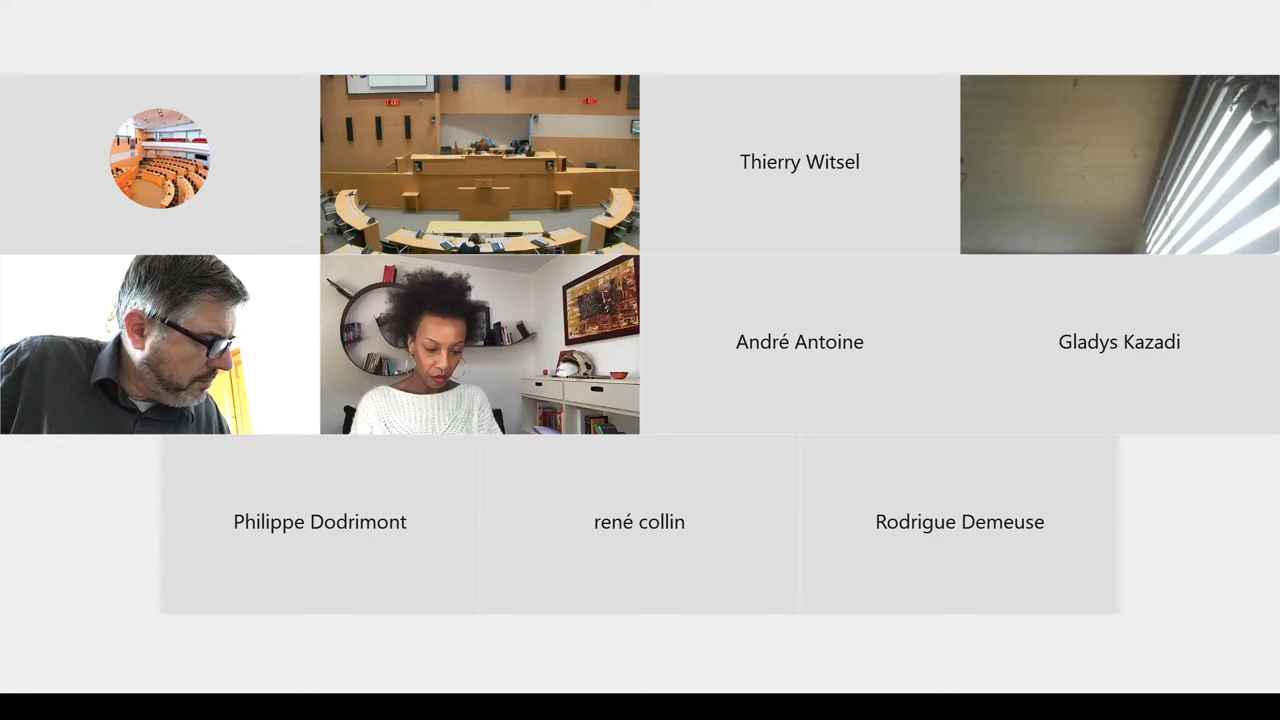 Thierry Witsel
André Antoine
Gladys Kazadi
Philippe Dodrimont
rené collin
Rodrigue Demeuse